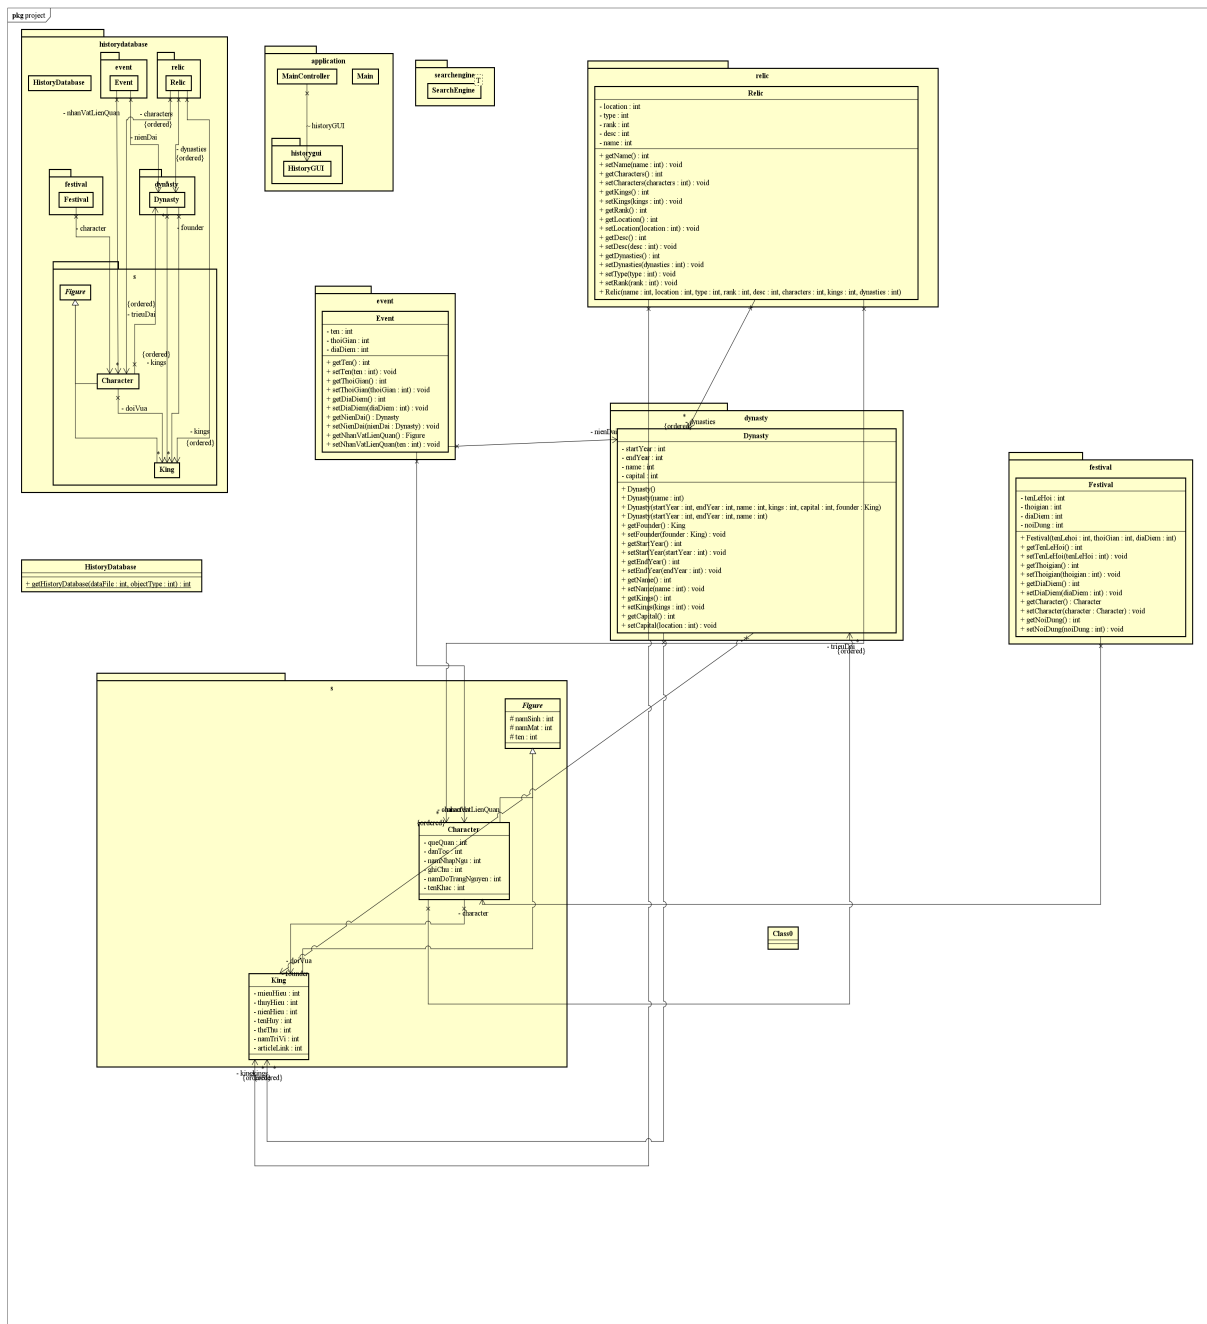 pkg project
historydatabase
HistoryDatabase
event
Event
relic
Relic
- nhanVatLienQuan
- characters
{ordered}
- nienDai
- dynasties
{ordered}
festival
Festival
dynasty
Dynasty
- character
- founder
s
Figure
{ordered}
- trieuDai
{ordered}
- kings
*
Character
- doiVua
- kings
{ordered}
*
*
King
application
MainController
Main
- historyGUI
historygui
HistoryGUI
searchengine
T
SearchEngine
relic
Relic
- location : int
- type : int
- rank : int
- desc : int
- name : int
+ getName() : int
+ setName(name : int) : void
+ getCharacters() : int
+ setCharacters(characters : int) : void
+ getKings() : int
+ setKings(kings : int) : void
+ getRank() : int
+ getLocation() : int
+ setLocation(location : int) : void
+ getDesc() : int
+ setDesc(desc : int) : void
+ getDynasties() : int
+ setDynasties(dynasties : int) : void
+ setType(type : int) : void
+ setRank(rank : int) : void
+ Relic(name : int, location : int, type : int, rank : int, desc : int, characters : int, kings : int, dynasties : int)
event
Event
- ten : int
- thoiGian : int
- diaDiem : int
+ getTen() : int
+ setTen(ten : int) : void
+ getThoiGian() : int
+ setThoiGian(thoiGian : int) : void
+ getDiaDiem() : int
+ setDiaDiem(diaDiem : int) : void
+ getNienDai() : Dynasty
+ setNienDai(nienDai : Dynasty) : void
+ getNhanVatLienQuan() : Figure
+ setNhanVatLienQuan(ten : int) : void
- nienDai
*
- dynasties
{ordered}
dynasty
Dynasty
- startYear : int
- endYear : int
- name : int
- capital : int
+ Dynasty()
+ Dynasty(name : int)
+ Dynasty(startYear : int, endYear : int, name : int, kings : int, capital : int, founder : King)
+ Dynasty(startYear : int, endYear : int, name : int)
+ getFounder() : King
+ setFounder(founder : King) : void
+ getStartYear() : int
+ setStartYear(startYear : int) : void
+ getEndYear() : int
+ setEndYear(endYear : int) : void
+ getName() : int
+ setName(name : int) : void
+ getKings() : int
+ setKings(kings : int) : void
+ getCapital() : int
+ setCapital(location : int) : void
- trieuDai
*
{ordered}
festival
Festival
- tenLeHoi : int
- thoigian : int
- diaDiem : int
- noiDung : int
+ Festival(tenLehoi : int, thoiGian : int, diaDiem : int)
+ getTenLeHoi() : int
+ setTenLeHoi(tenLeHoi : int) : void
+ getThoigian() : int
+ setThoigian(thoigian : int) : void
+ getDiaDiem() : int
+ setDiaDiem(diaDiem : int) : void
+ getCharacter() : Character
+ setCharacter(character : Character) : void
+ getNoiDung() : int
+ setNoiDung(noiDung : int) : void
HistoryDatabase
+ getHistoryDatabase(dataFile : int, objectType : int) : int
s
Figure
# namSinh : int
# namMat : int
# ten : int
*
{ordered}
Character
- queQuan : int
- danToc : int
- namNhapNgu : int
- ghiChu : int
- namDoTrangNguyen : int
- tenKhac : int
- character
- doiVua
- founder
King
- mieuHieu : int
- thuyHieu : int
- nienHieu : int
- tenHuy : int
- theThu : int
- namTriVi : int
- articleLink : int
Class0